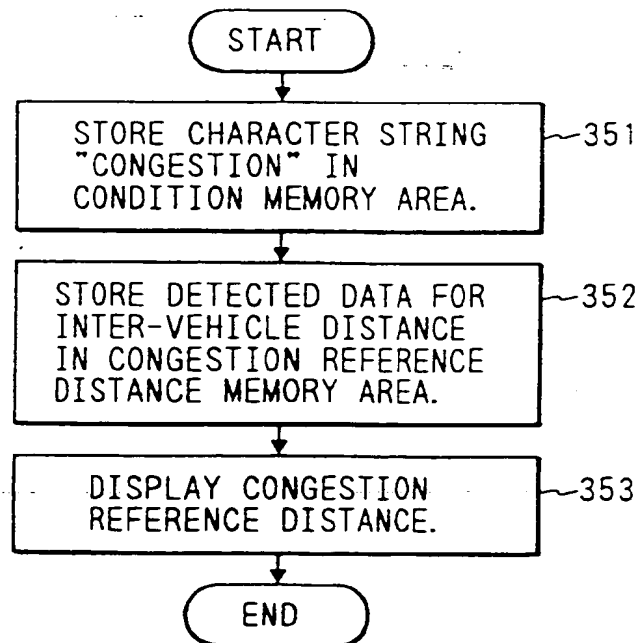 START
STORE CHARACTER STRING
"CONGESTION" IN
CONDITION MEMORY AREA.
351
STORE DETECTED DATA FOR
INTER-VEHICLE DISTANCE
IN CONGESTION REFERENCE
DISTANCE MEMORY AREA.
352
DISPLAY CONGESTION
REFERENCE DISTANCE.
353
END